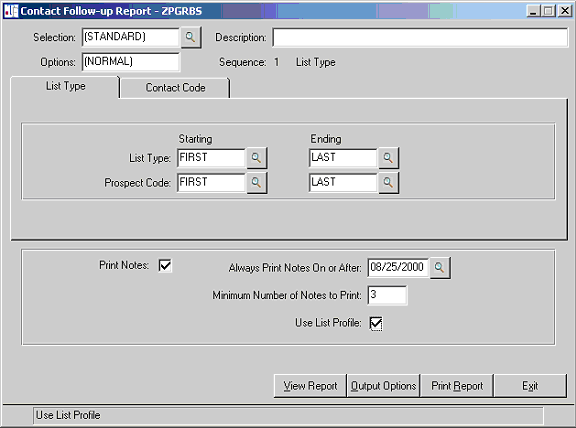 Contact Follow-up Report - ZPGRBS
Selection: (STANDARD) Description:
Options: (NORMAL) Sequence: 1 List Type
List Type Contact Code
Starting Ending
List Type: FIRST LAST
Prospect Code: FIRST LAST
Print Notes: Always Print Notes On or After: 08/25/2000
Minimum Number of Notes to Print: 3
Use List Profile:
View Report Output Options Print Report Exit
Use List Profile